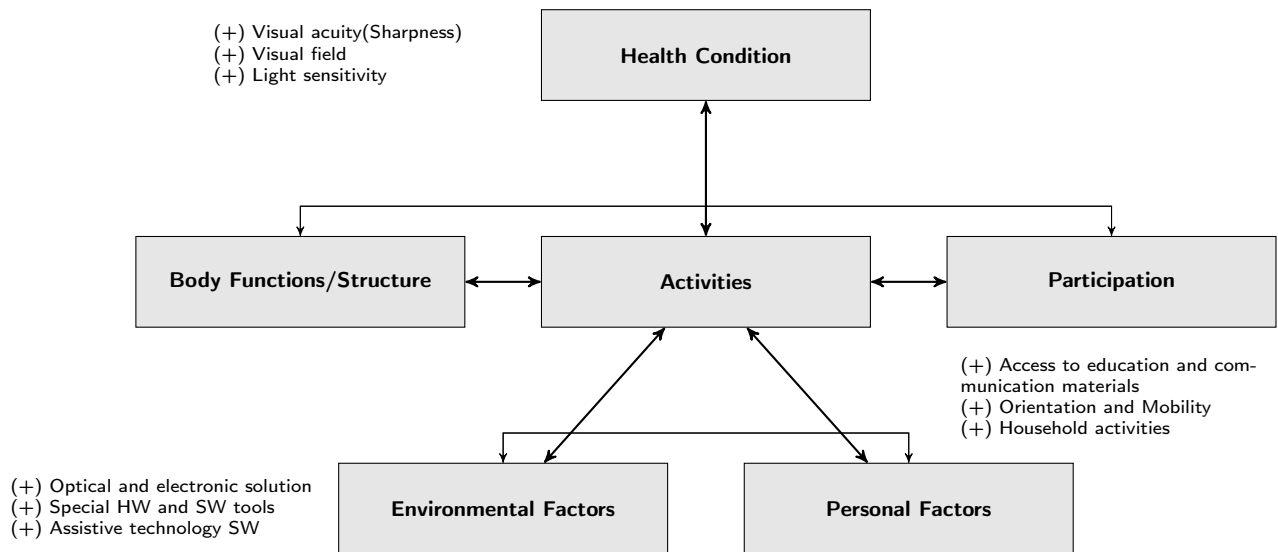 (+) Visual acuity(Sharpness)
(+) Visual field
(+) Light sensitivity
Health Condition
Body Functions/Structure
Activities
Participation
(+) Access to education and com-
munication materials
(+) Orientation and Mobility
(+) Household activities
(+) Optical and electronic solution
(+) Special HW and SW tools
(+) Assistive technology SW
Environmental Factors
Personal Factors